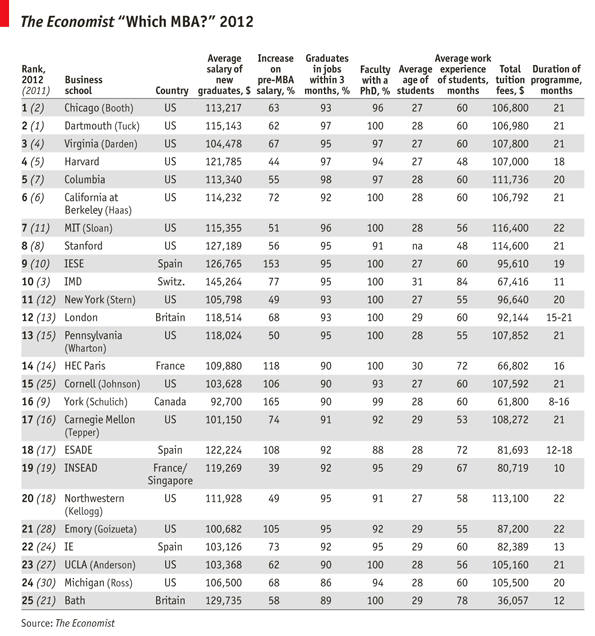 The Economist “Which MBA?” 2012
Rank, 2012 (2011) Business school Country Average salary of new graduates, $ Increase on pre-MBA salary, % Graduates in jobs within 3 months, % Faculty with a PhD, % Average age of students Average work experience of students, months Total tuition fees, $ Duration of programme, months
1 (2) Chicago (Booth) US 113,217 63 93 96 27 60 106,800 21
2 (1) Dartmouth (Tuck) US 115,143 62 97 100 28 60 106,980 21
3 (4) Virginia (Darden) US 104,478 67 95 97 27 60 107,800 21
4 (5) Harvard US 121,785 44 97 94 27 48 107,000 18
5 (7) Columbia US 113,340 55 98 97 28 60 111,736 20
6 (6) California at Berkeley (Haas) US 114,232 72 92 100 28 60 106,792 21
7 (11) MIT (Sloan) US 115,355 51 96 100 28 56 116,400 22
8 (8) Stanford US 127,189 56 95 91 na 48 114,600 21
9 (10) IESE Spain 126,765 153 95 100 27 60 95,610 19
10 (3) IMD Switz. 145,264 77 95 100 31 84 67,416 11
11 (12) New York (Stern) US 105,798 49 93 100 27 55 96,640 20
12 (13) London Britain 118,514 68 93 100 29 60 92,144 15-21
13 (15) Pennsylvania (Wharton) US 118,024 50 95 100 28 55 107,852 21
14 (14) HEC Paris France 109,880 118 90 100 30 72 66,802 16
15 (25) Cornell (Johnson) US 103,628 106 90 93 27 60 107,592 21
16 (9) York (Schulich) Canada 92,700 165 90 99 28 60 61,800 8-16
17 (16) Carnegie Mellon (Tepper) US 101,150 74 91 92 29 53 108,272 21
18 (17) ESADE Spain 122,224 108 92 88 28 72 81,693 12-18
19 (19) INSEAD France/ Singapore 119,269 39 92 95 29 67 80,719 10
20 (18) Northwestern (Kellogg) US 111,928 49 95 91 27 58 113,100 22
21 (28) Emory (Goizueta) US 100,682 105 95 92 29 55 87,200 22
22 (24) IE Spain 103,126 73 92 95 29 60 82,389 13
23 (27) UCLA (Anderson) US 103,368 62 90 100 28 56 105,160 21
24 (30) Michigan (Ross) US 106,500 68 86 94 28 60 105,500 20
25 (21) Bath Britain 129,735 58 89 100 29 78 36,057 12
Source: The Economist